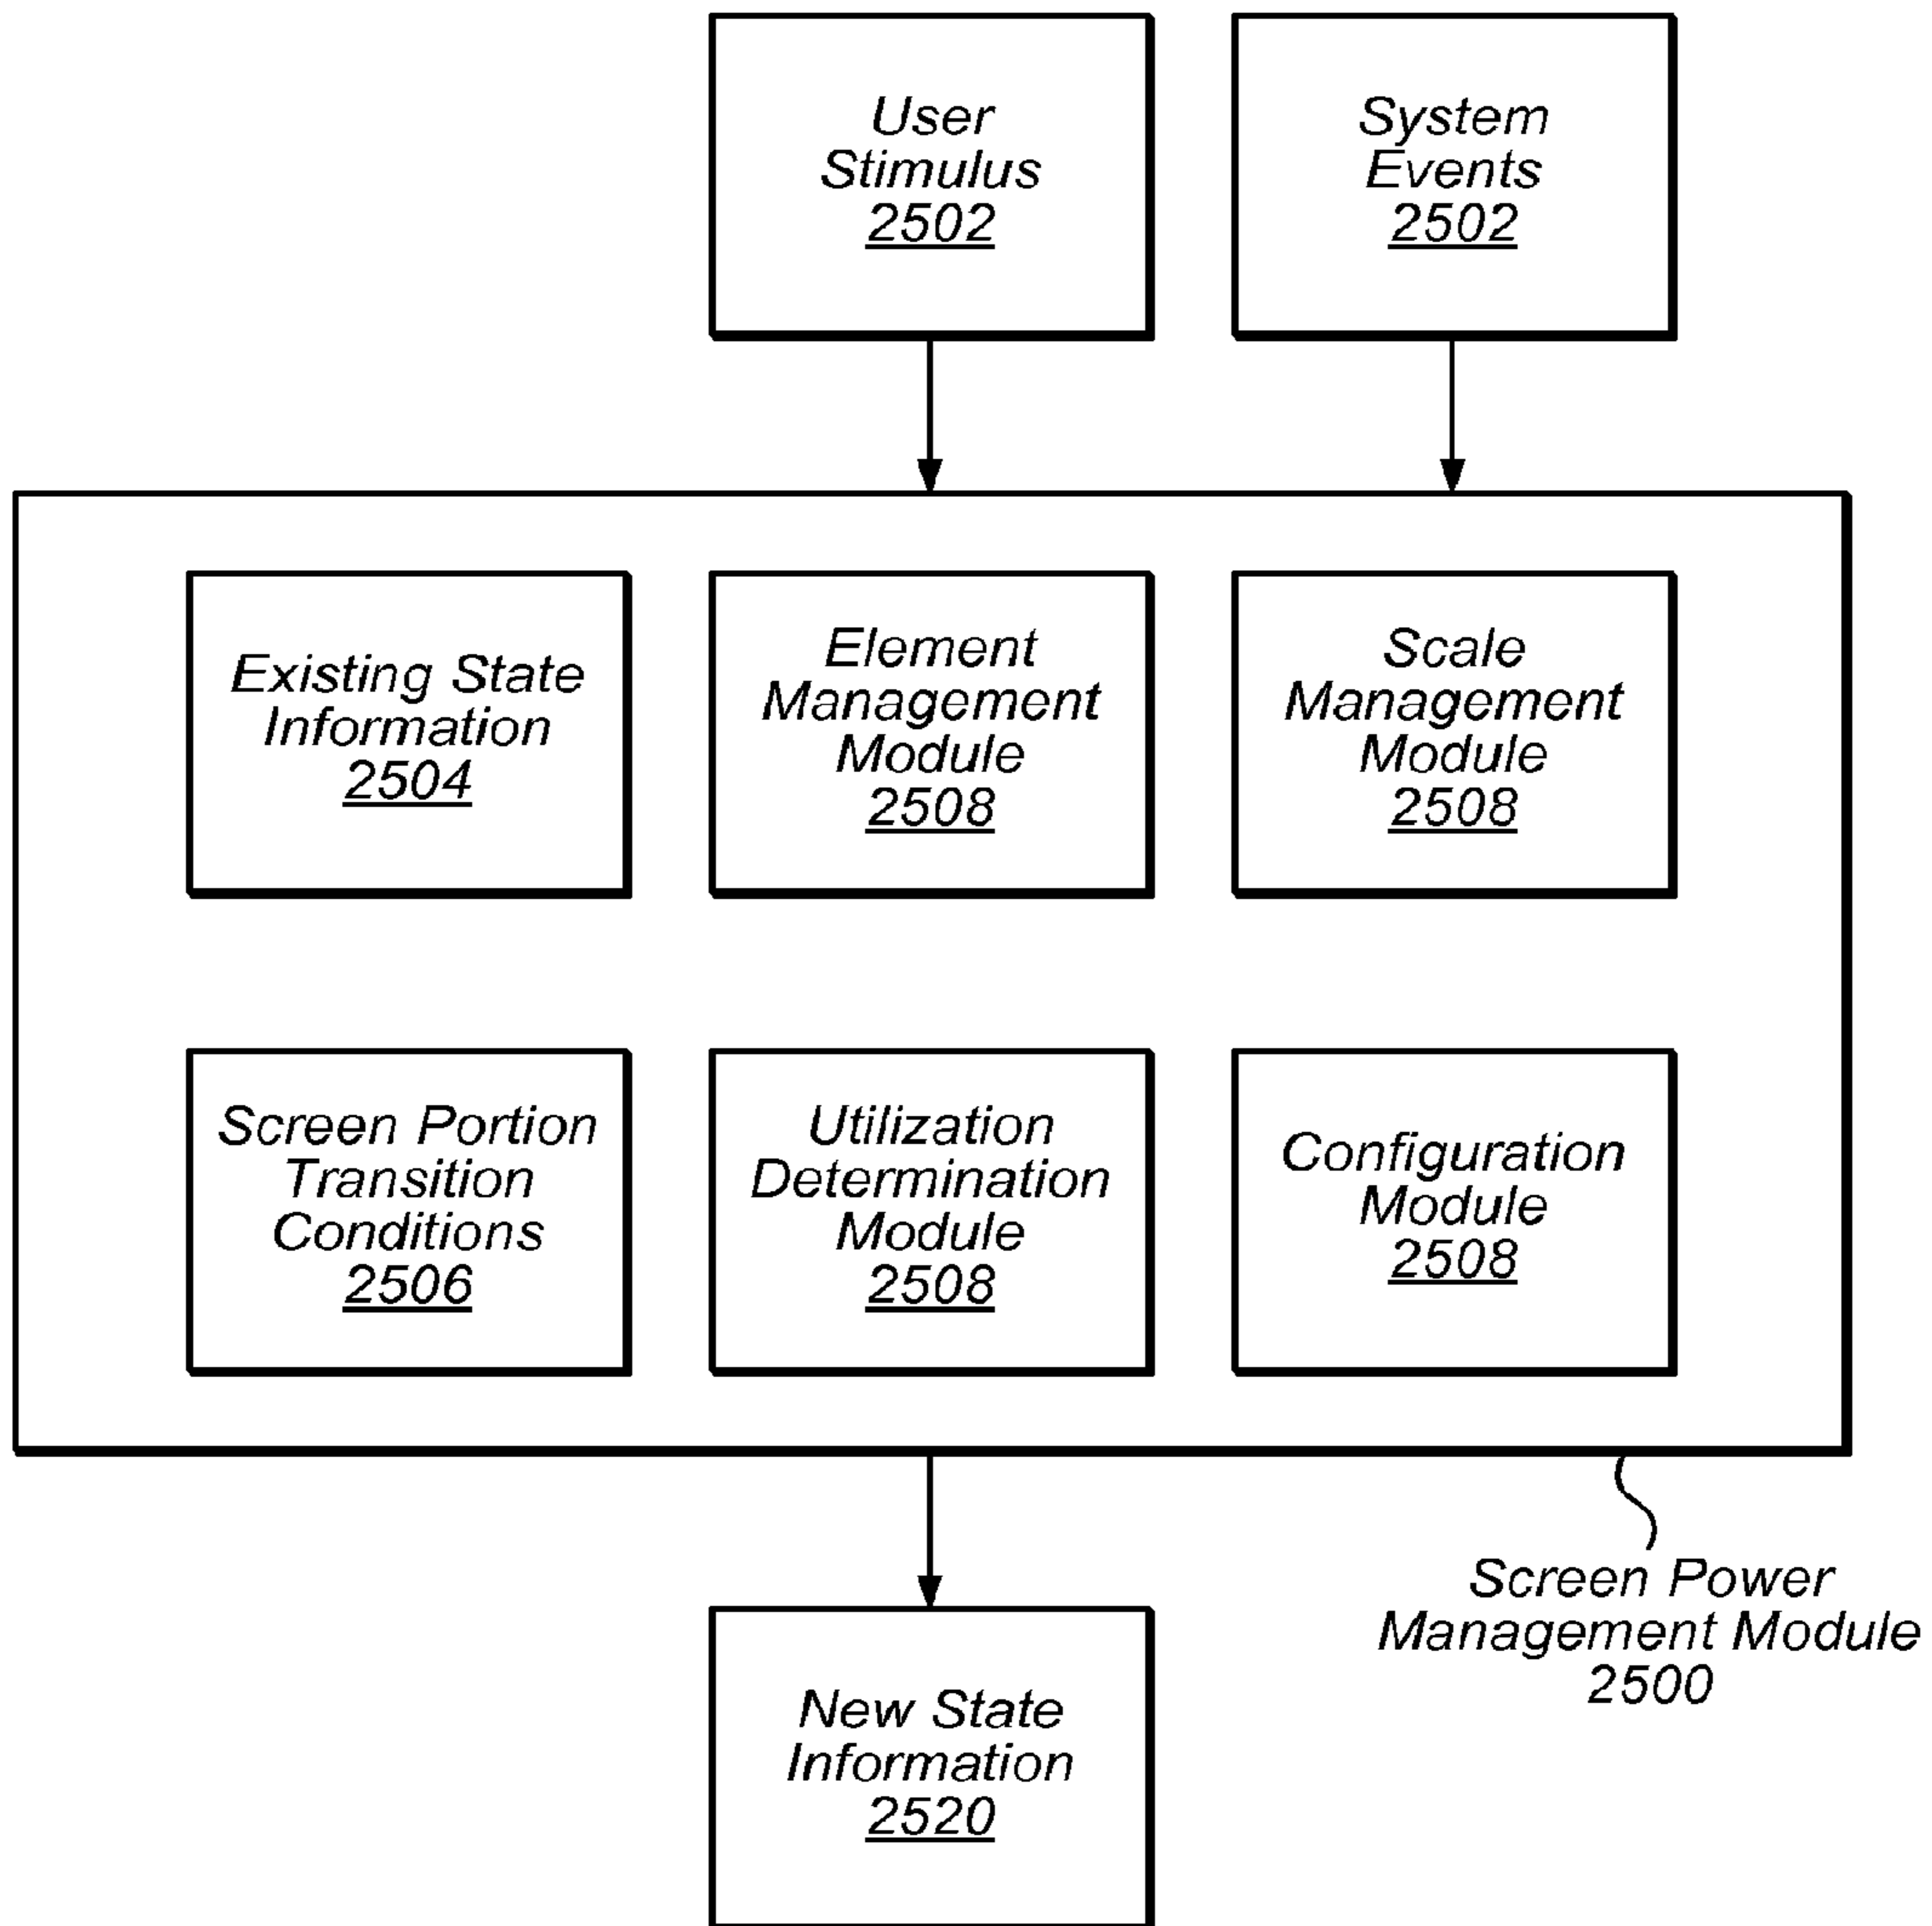 User
Stimulus
2502
System
Events
2502
Existing State
Information
2504
Element
Management
Module
2508
Scale
Management
Module
2508
Screen Portion
Transition
Conditions
2506
Utilization
Determination
Module
2508
Configuration
Module
2508
Screen Power
Management Module
2500
New State
Information
2520